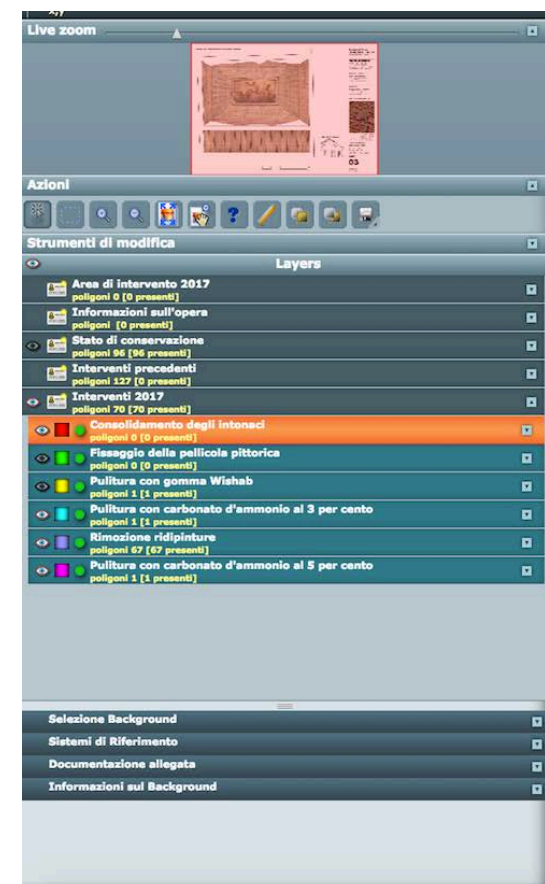 x,y
Live zoom
03
Azioni
Strumenti di modifica
Layers
Area di intervento 2017
poligoni 0 [0 presenti]
Informazioni sull'opera
poligoni [0 presenti]
Stato di conservazione
poligoni 96 [96 presenti]
Interventi precedenti
poligoni 127 [0 presenti]
Interventi 2017
poligoni 70 [70 presenti]
Consolidamento degli intonaci
poligoni 0 [0 presenti]
Fissaggio della pellicola pittorica
poligoni 0 [0 presenti]
Pulitura con gomma Wishab
poligoni 1 [1 presenti]
Pulitura con carbonato d'ammonio al 3 per cento
poligoni 1 [1 presenti]
Rimozione ridipinture
poligoni 67 [67 presenti]
Pulitura con carbonato d'ammonio al 5 per cento
poligoni 1 [1 presenti]
Selezione Background
Sistemi di Riferimento
Documentazione allegata
Informazioni sul Background